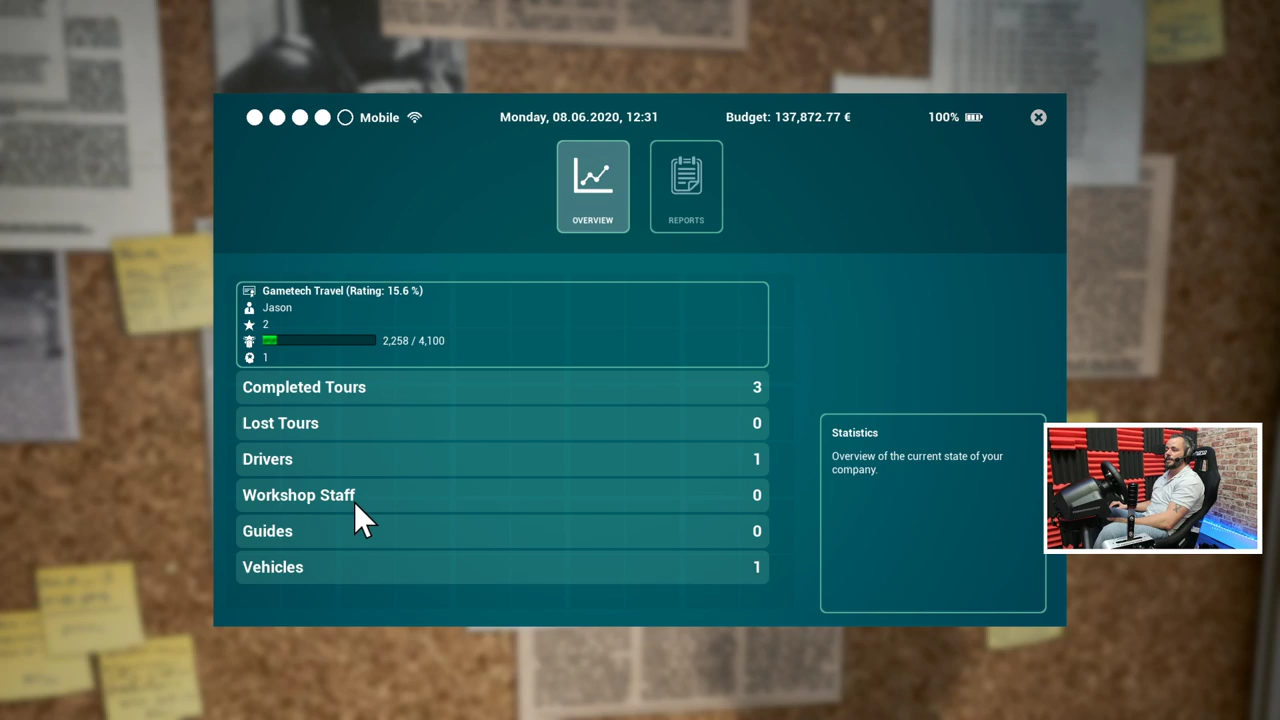 Mobile
Monday, 08.06.2020, 12:31
Budget: 137,872.77 €
100%
OVERVIEW
REPORTS
Gametech Travel (Rating: 15.6 %)
Jason
2
2,258 / 4,100
1
Completed Tours 3
Lost Tours 0
Drivers 1
Workshop Staff 0
Guides 0
Vehicles 1
Statistics
Overview of the current state of your
company.